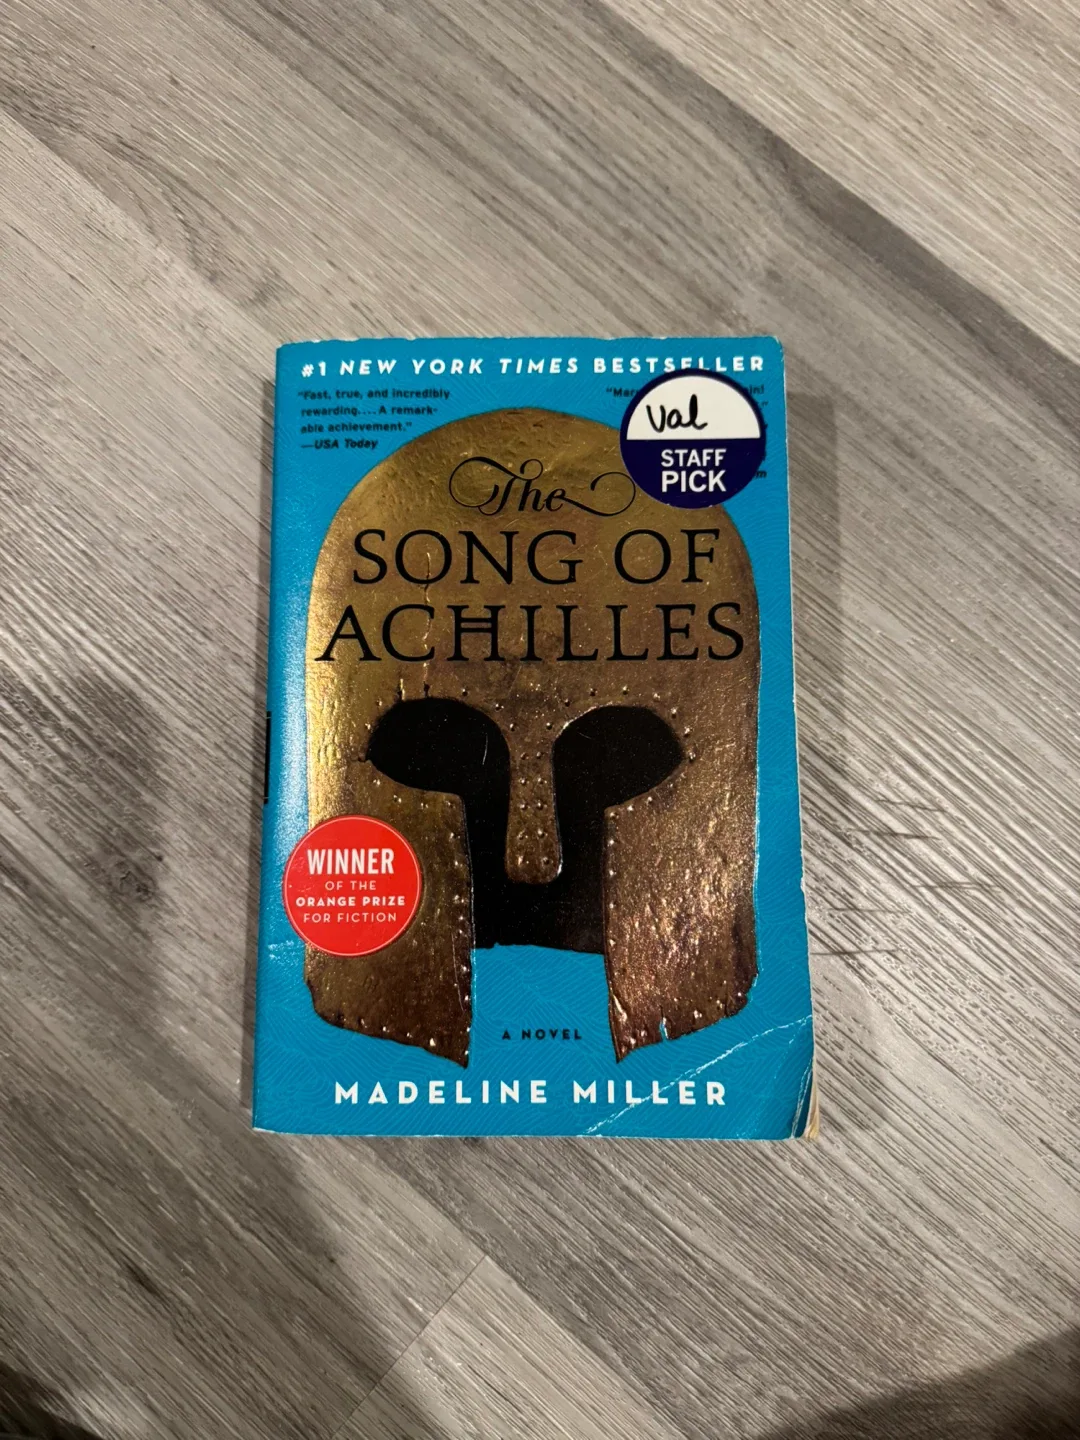 #1 NEW YORK TIMES BESTSELLER
“Fast, true, and incredibly
rewarding.... A remark-
able achievement.”
—USA Today
Val
STAFF
PICK
The
SONG OF
ACHILLES
WINNER
OF THE
ORANGE PRIZE
FOR FICTION
A NOVEL
MADELINE MILLER